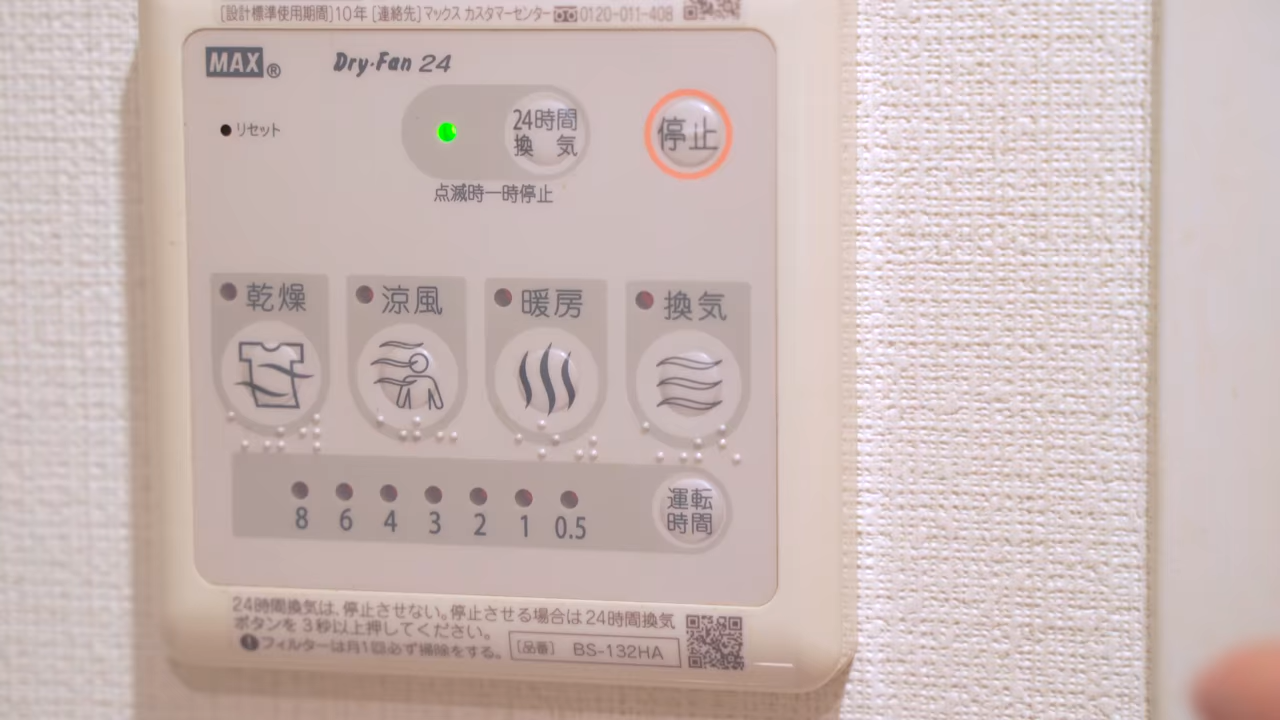 [設計標準使用期間]10年 [連絡先]マックス カスタマーセンター 0120-011-408
MAX® Dry・Fan 24
リセット
24時間
換 気
停止
点滅時一時停止
乾燥 涼風 暖房 換気
8 6 4 3 2 1 0.5
運転
時間
24時間換気は、停止させない。停止させる場合は24時間換気
ボタンを3秒以上押してください。
フィルターは月1回必ず掃除をする。 [品番] BS-132HA